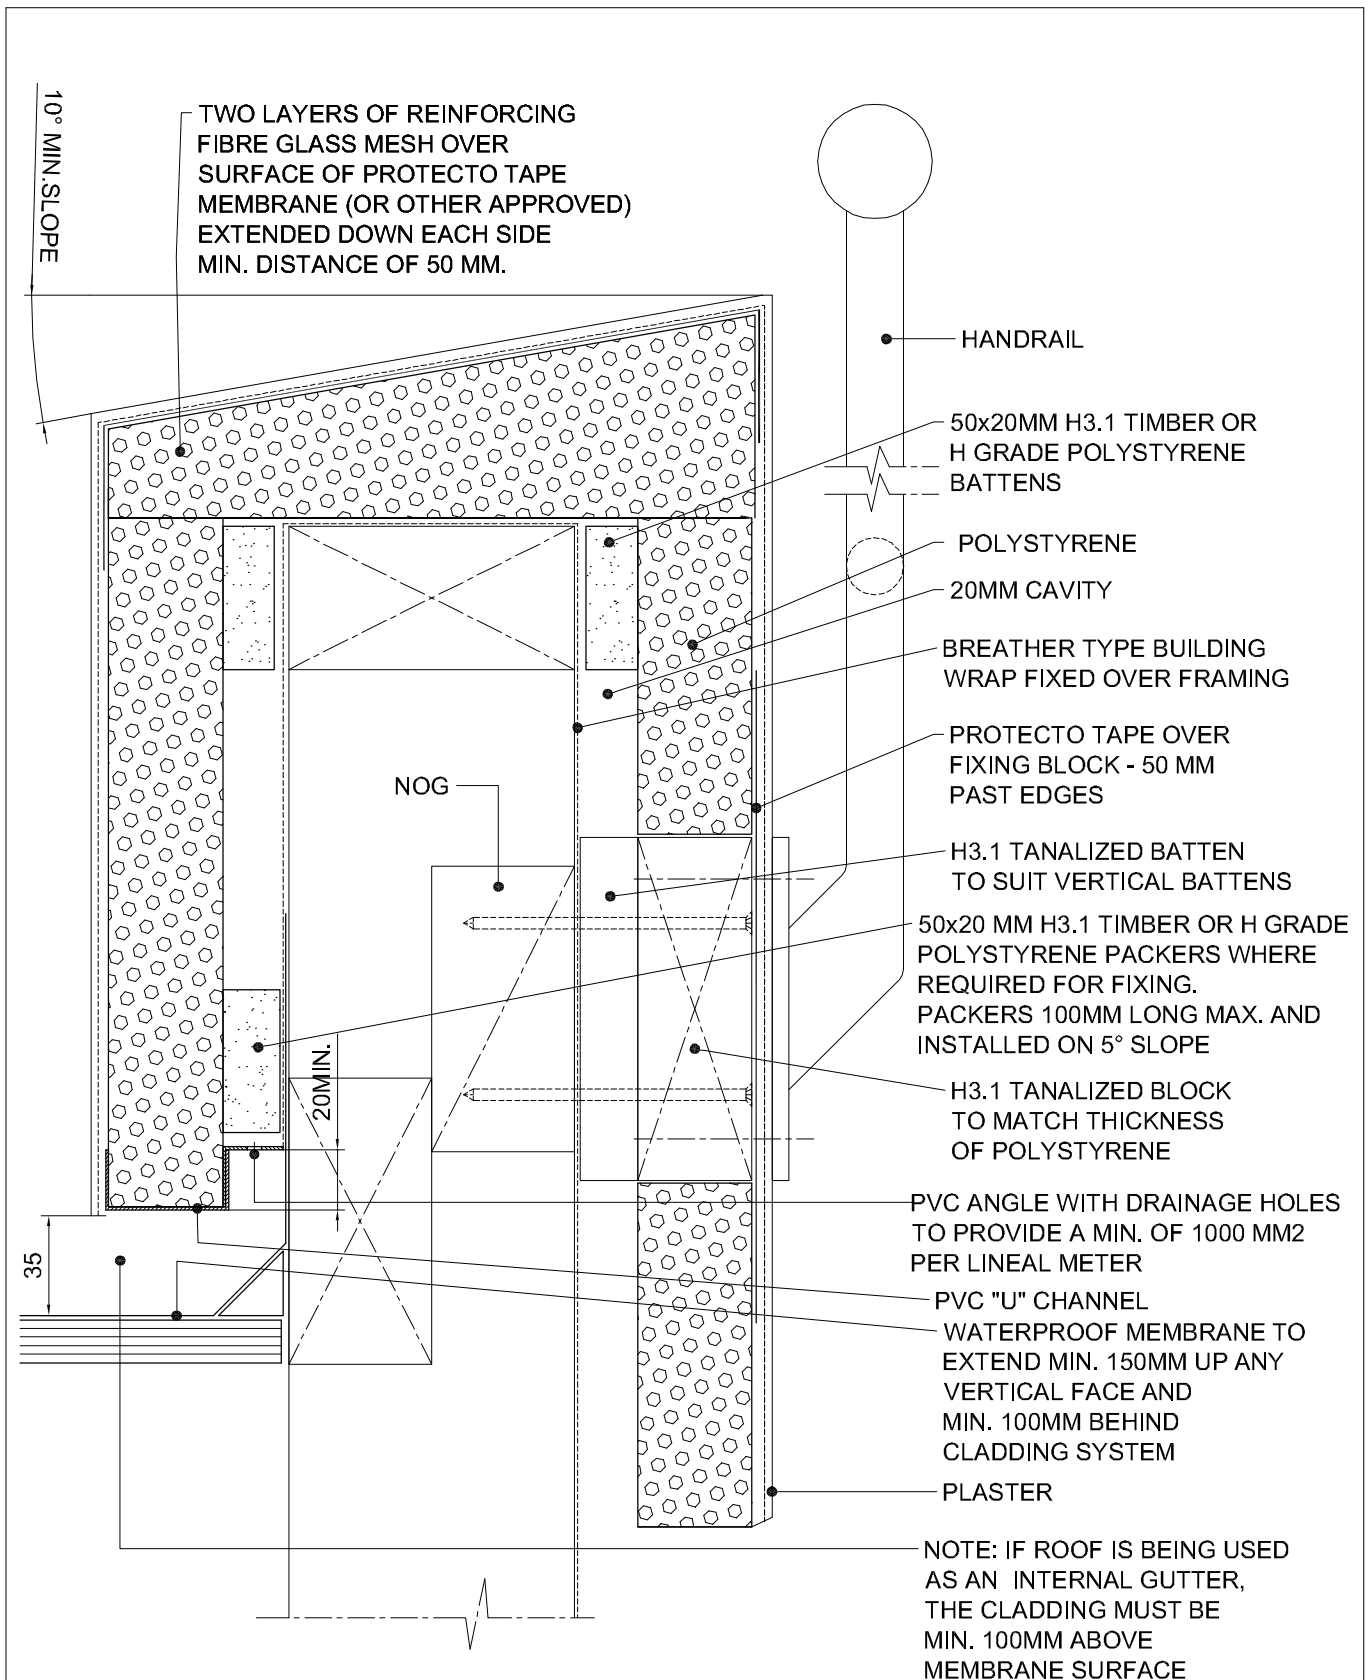 10° MIN.SLOPE
TWO LAYERS OF REINFORCING
FIBRE GLASS MESH OVER
SURFACE OF PROTECTO TAPE
MEMBRANE (OR OTHER APPROVED)
EXTENDED DOWN EACH SIDE
MIN. DISTANCE OF 50 MM.
HANDRAIL
50x20MM H3.1 TIMBER OR
H GRADE POLYSTYRENE
BATTENS
POLYSTYRENE
20MM CAVITY
BREATHER TYPE BUILDING
WRAP FIXED OVER FRAMING
PROTECTO TAPE OVER
FIXING BLOCK - 50 MM
PAST EDGES
NOG
H3.1 TANALIZED BATTEN
TO SUIT VERTICAL BATTENS
50x20 MM H3.1 TIMBER OR H GRADE
POLYSTYRENE PACKERS WHERE
REQUIRED FOR FIXING.
PACKERS 100MM LONG MAX. AND
INSTALLED ON 5° SLOPE
20MIN.
H3.1 TANALIZED BLOCK
TO MATCH THICKNESS
OF POLYSTYRENE
PVC ANGLE WITH DRAINAGE HOLES
TO PROVIDE A MIN. OF 1000 MM2
PER LINEAL METER
35
PVC "U" CHANNEL
WATERPROOF MEMBRANE TO
EXTEND MIN. 150MM UP ANY
VERTICAL FACE AND
MIN. 100MM BEHIND
CLADDING SYSTEM
PLASTER
NOTE: IF ROOF IS BEING USED
AS AN INTERNAL GUTTER,
THE CLADDING MUST BE
MIN. 100MM ABOVE
MEMBRANE SURFACE